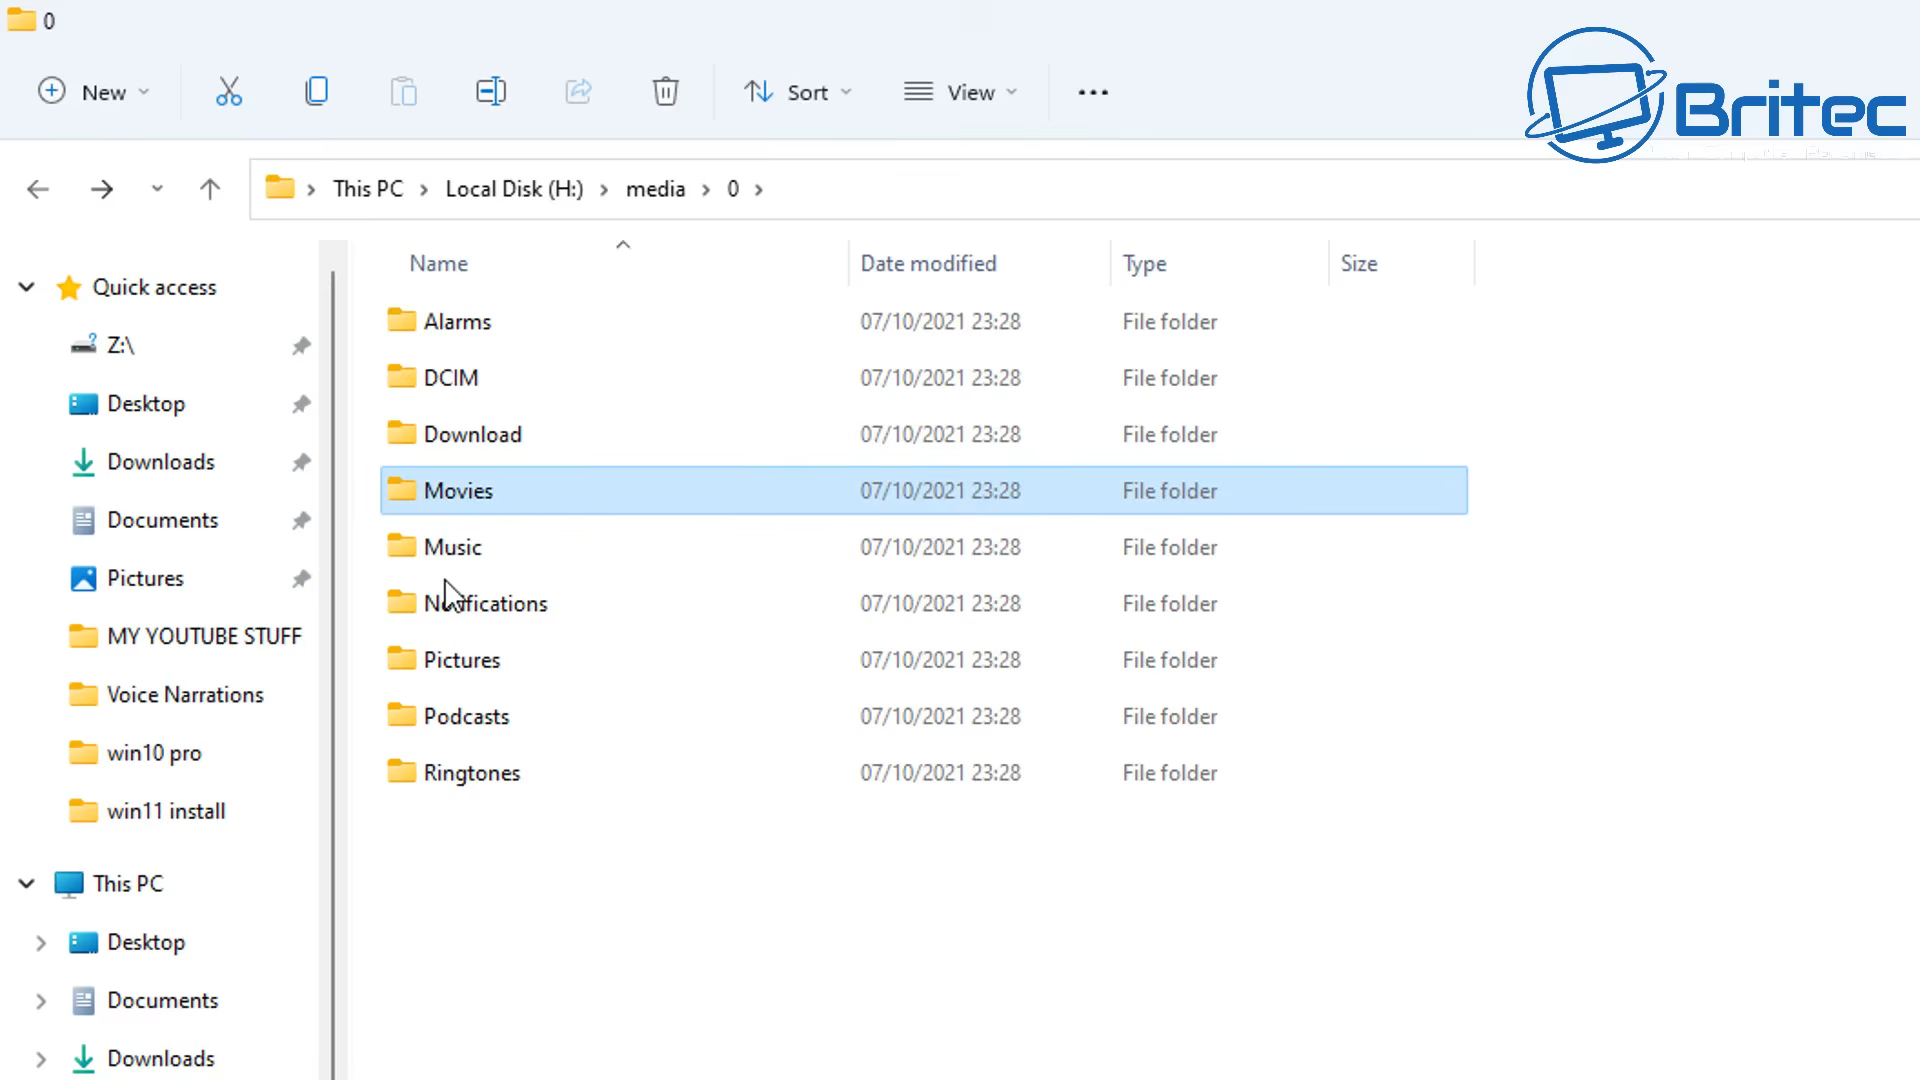 0
New
Sort
View
Britec
This PC
Local Disk (H:)
media
0
Name
Date modified
Type
Size
Quick access
Z:\
Desktop
Downloads
Documents
Pictures
MY YOUTUBE STUFF
Voice Narrations
win10 pro
win11 install
This PC
Desktop
Documents
Downloads
Alarms 07/10/2021 23:28 File folder
DCIM 07/10/2021 23:28 File folder
Download 07/10/2021 23:28 File folder
Movies 07/10/2021 23:28 File folder
Music 07/10/2021 23:28 File folder
Notifications 07/10/2021 23:28 File folder
Pictures 07/10/2021 23:28 File folder
Podcasts 07/10/2021 23:28 File folder
Ringtones 07/10/2021 23:28 File folder